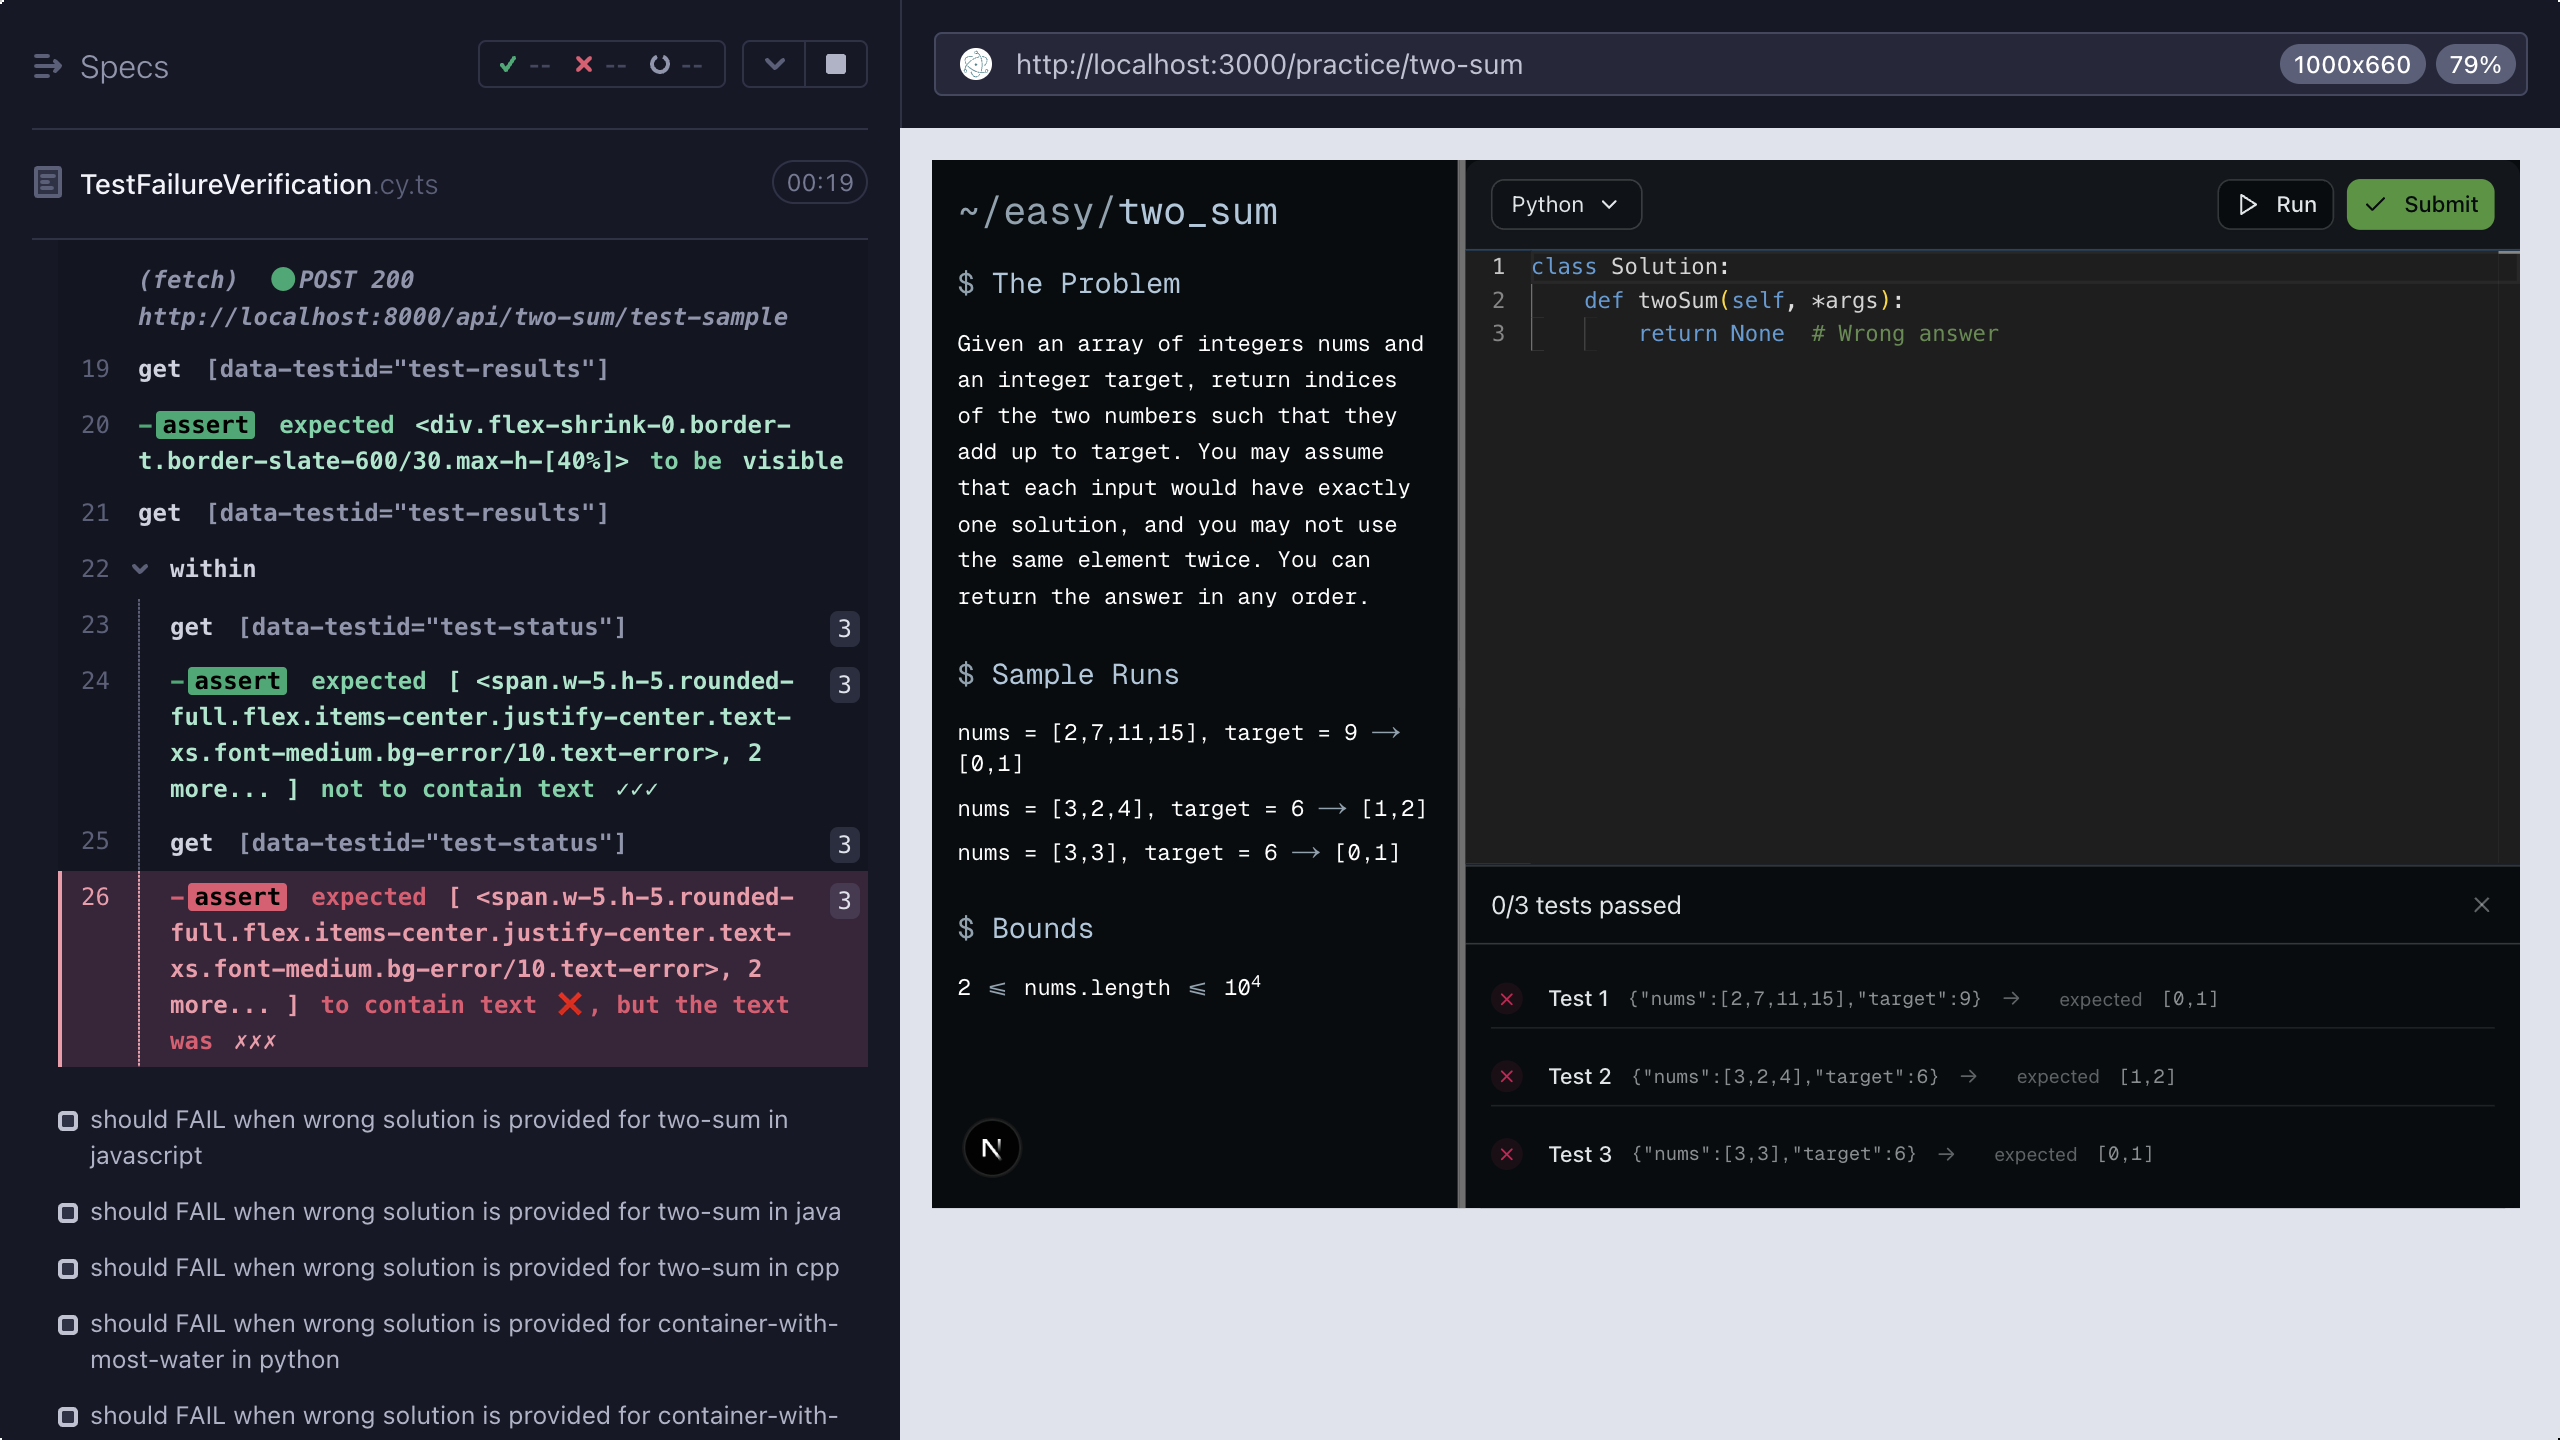 Specs
✓ -- ✗ -- --
TestFailureVerification.cy.ts
00:19
(fetch) POST 200
http://localhost:8000/api/two-sum/test-sample
19 get [data-testid="test-results"]
20 -assert expected <div.flex-shrink-0.border-
t.border-slate-600/30.max-h-[40%]> to be visible
21 get [data-testid="test-results"]
22 within
23 get [data-testid="test-status"] 3
24 -assert expected [ <span.w-5.h-5.rounded- 3
full.flex.items-center.justify-center.text-
xs.font-medium.bg-error/10.text-error>, 2
more... ] not to contain text ✓✓✓
25 get [data-testid="test-status"] 3
26 -assert expected [ <span.w-5.h-5.rounded- 3
full.flex.items-center.justify-center.text-
xs.font-medium.bg-error/10.text-error>, 2
more... ] to contain text ❌, but the text
was ✗✗✗
should FAIL when wrong solution is provided for two-sum in
javascript
should FAIL when wrong solution is provided for two-sum in java
should FAIL when wrong solution is provided for two-sum in cpp
should FAIL when wrong solution is provided for container-with-
most-water in python
should FAIL when wrong solution is provided for container-with-
http://localhost:3000/practice/two-sum
1000x660
79%
~/easy/two_sum
$ The Problem
Given an array of integers nums and
an integer target, return indices
of the two numbers such that they
add up to target. You may assume
that each input would have exactly
one solution, and you may not use
the same element twice. You can
return the answer in any order.
$ Sample Runs
nums = [2,7,11,15], target = 9 →
[0,1]
nums = [3,2,4], target = 6 → [1,2]
nums = [3,3], target = 6 → [0,1]
$ Bounds
2 ⩽ nums.length ⩽ 10⁴
N
Python
Run
✓ Submit
1 class Solution:
2 def twoSum(self, *args):
3 return None # Wrong answer
0/3 tests passed
✕ Test 1 {"nums":[2,7,11,15],"target":9} → expected [0,1]
✕ Test 2 {"nums":[3,2,4],"target":6} → expected [1,2]
✕ Test 3 {"nums":[3,3],"target":6} → expected [0,1]